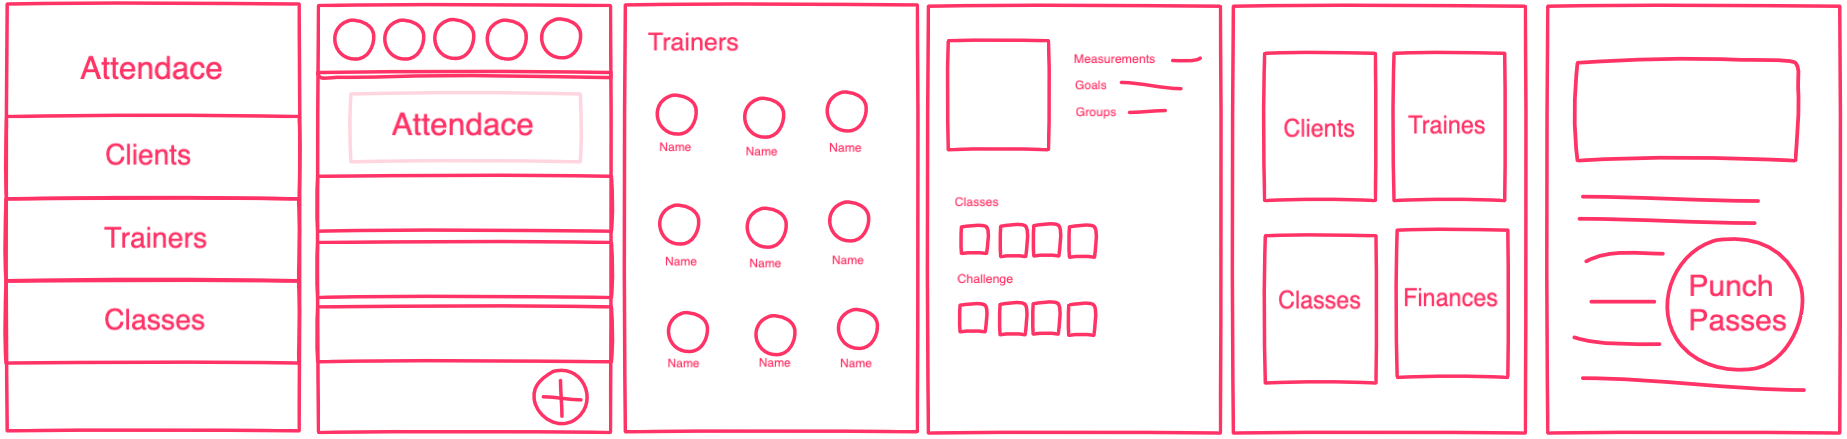 Attendace
Clients
Trainers
Classes
Attendace
Trainers
Name
Name
Name
Name
Name
Name
Name
Name
Name
Measurements
Goals
Groups
Classes
Challenge
Clients
Traines
Classes
Finances
Punch
Passes